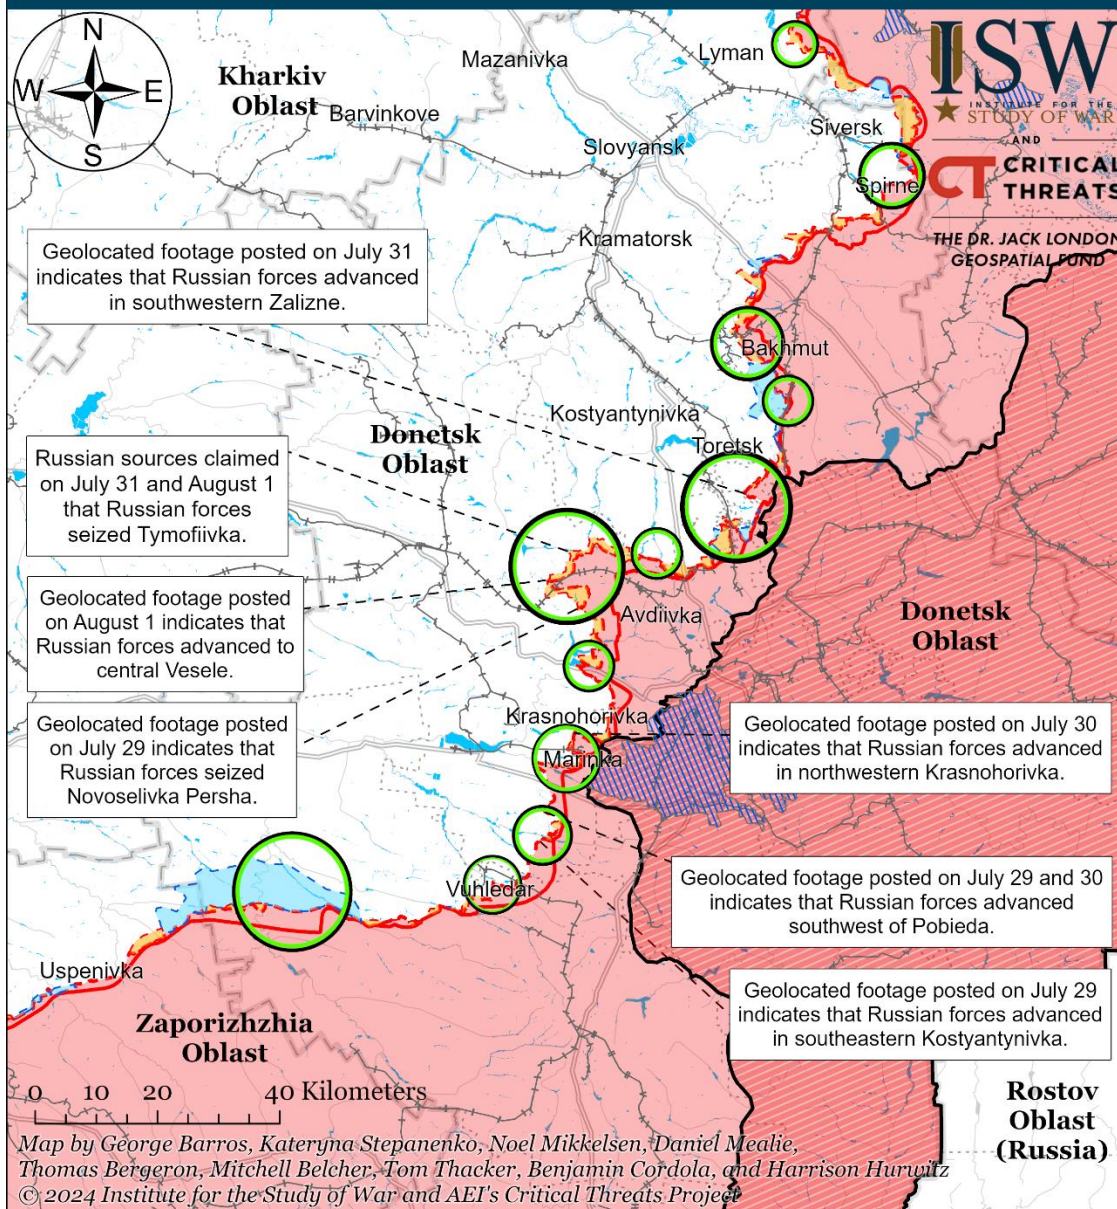 N
W
E
S
Kharkiv
Oblast
Mazanivka
Barvinkove
Lyman
Slovyansk
Siversk
Spirne
ISW
INSTITUTE FOR THE
STUDY OF WAR
AND
CT CRITICAL
THREATS
THE DR. JACK LONDON
GEOSPATIAL FUND
Kramatorsk
Geolocated footage posted on July 31
indicates that Russian forces advanced
in southwestern Zalizne.
Bakhmut
Kostyantynivka
Donetsk
Oblast
Toretsk
Russian sources claimed
on July 31 and August 1
that Russian forces
seized Tymofiivka.
Geolocated footage posted
on August 1 indicates that
Russian forces advanced to
central Vesele.
Avdiivka
Donetsk
Oblast
Geolocated footage posted
on July 29 indicates that
Russian forces seized
Novoselivka Persha.
Krasnohorivka
Marinka
Geolocated footage posted on July 30
indicates that Russian forces advanced
in northwestern Krasnohorivka.
Vuhledar
Geolocated footage posted on July 29 and 30
indicates that Russian forces advanced
southwest of Pobieda.
Uspenivka
Geolocated footage posted on July 29
indicates that Russian forces advanced
in southeastern Kostyantynivka.
Zaporizhzhia
Oblast
Rostov
Oblast
(Russia)
0 10 20 40 Kilometers
Map by George Barros, Kateryna Stepanenko, Noel Mikkelsen, Daniel Mealie,
Thomas Bergeron, Mitchell Belcher, Tom Thacker, Benjamin Cordola, and Harrison Hurwitz
© 2024 Institute for the Study of War and AEI's Critical Threats Project